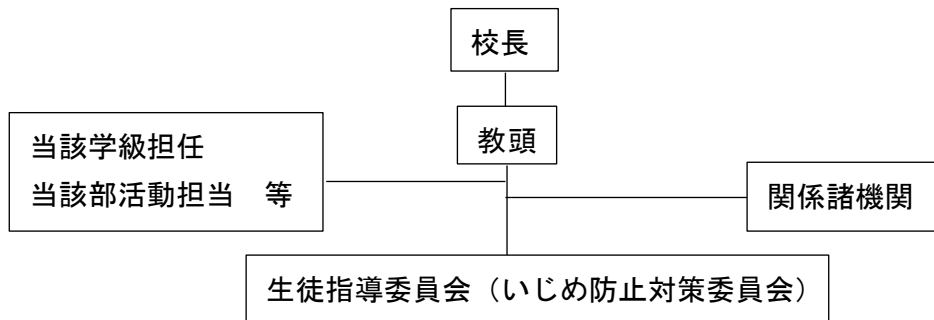 校長
教頭
当該学級担任
当該部活動担当　等
関係諸機関
生徒指導委員会（いじめ防止対策委員会）